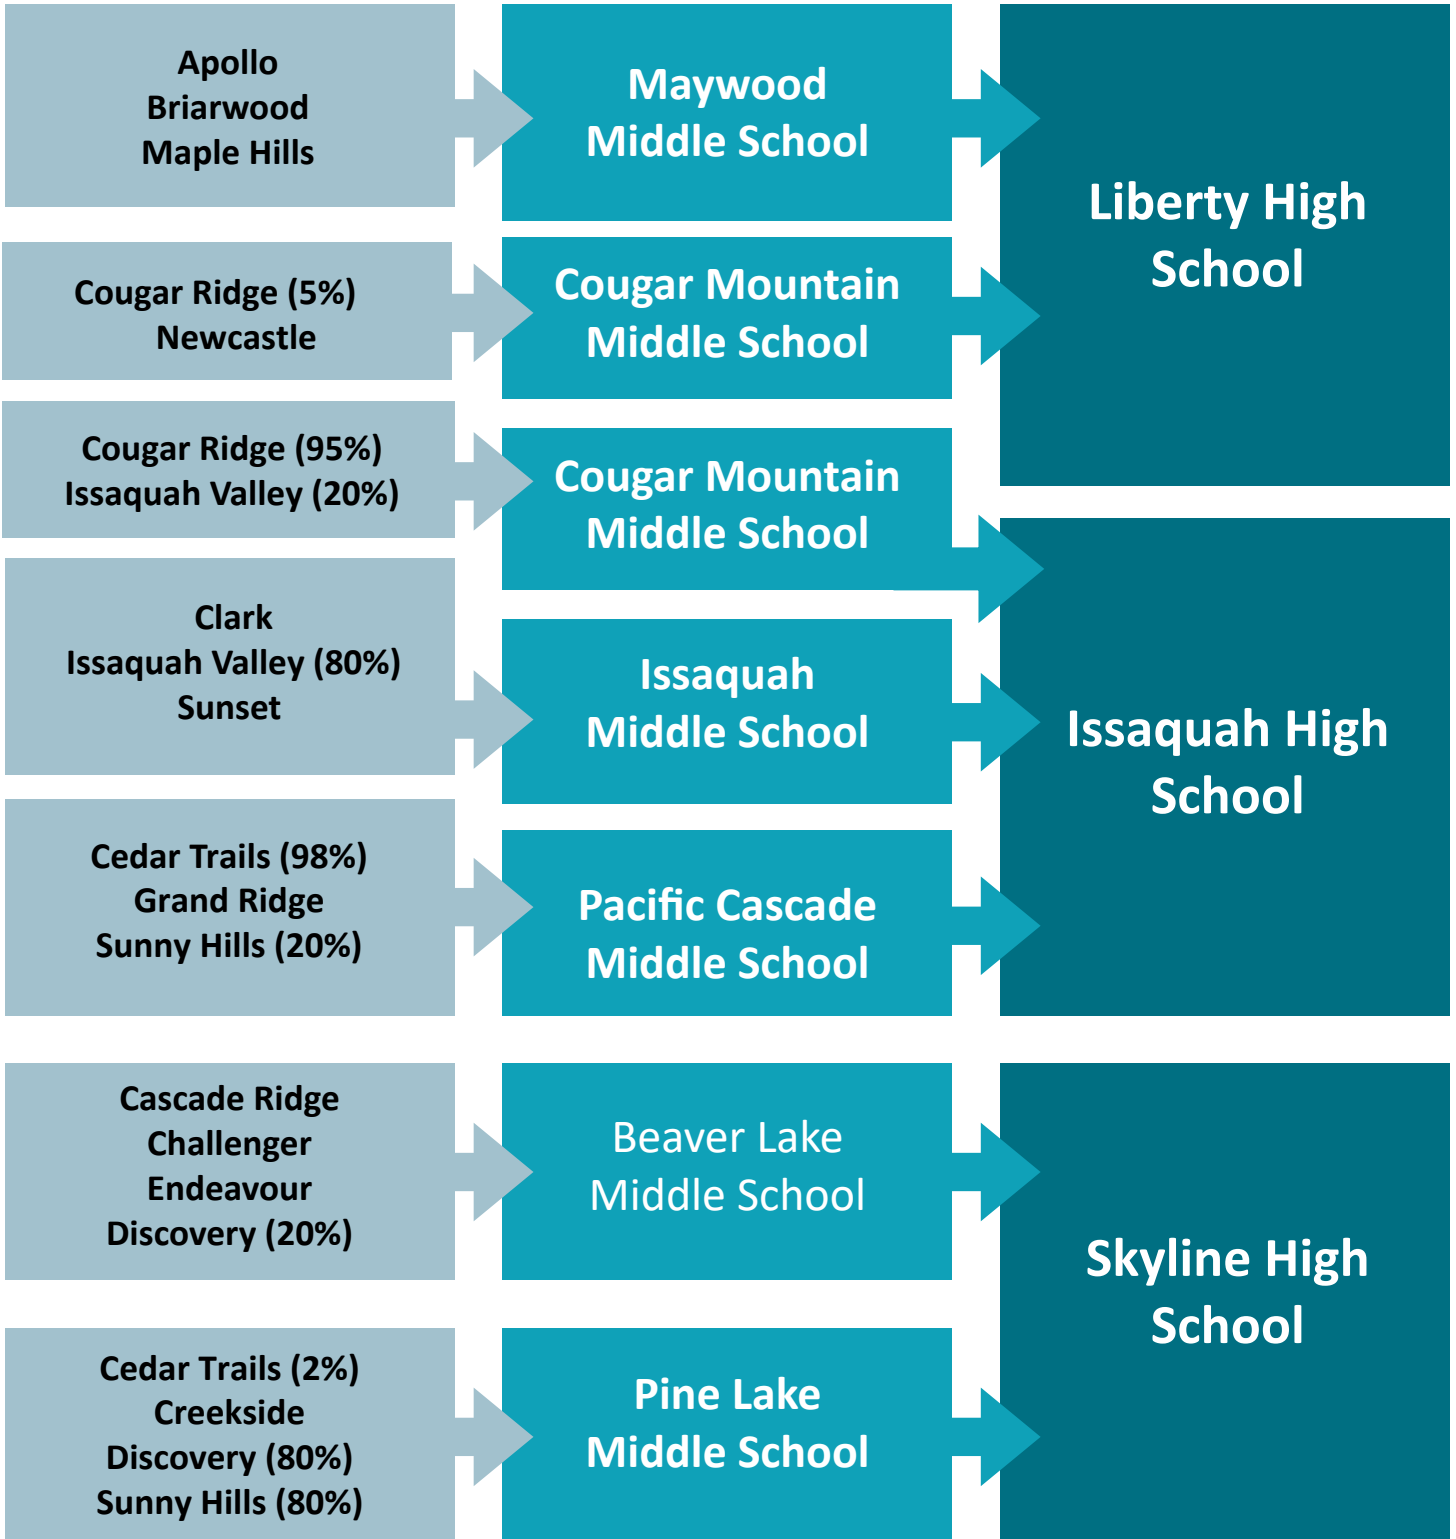 Apollo
Briarwood
Maple Hills
Maywood
Middle School
Liberty High
School
Cougar Ridge (5%)
Newcastle
Cougar Mountain
Middle School
Cougar Ridge (95%)
Issaquah Valley (20%)
Cougar Mountain
Middle School
Clark
Issaquah Valley (80%)
Sunset
Issaquah
Middle School
Issaquah High
School
Cedar Trails (98%)
Grand Ridge
Sunny Hills (20%)
Pacific Cascade
Middle School
Cascade Ridge
Challenger
Endeavour
Discovery (20%)
Beaver Lake
Middle School
Skyline High
School
Cedar Trails (2%)
Creekside
Discovery (80%)
Sunny Hills (80%)
Pine Lake
Middle School